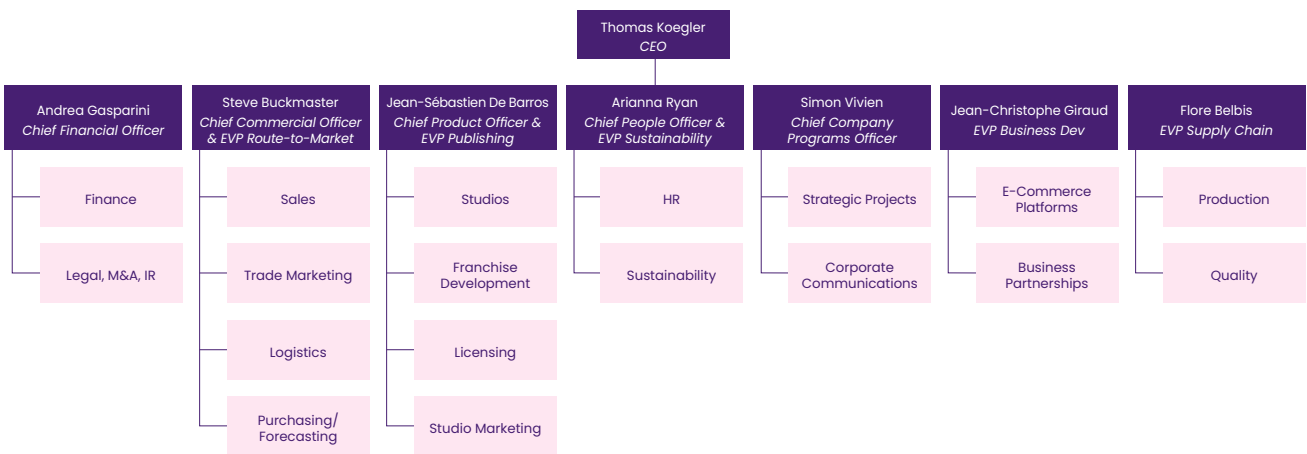 Thomas Koegler
CEO
Andrea Gasparini
Chief Financial Officer
Steve Buckmaster
Chief Commercial Officer
& EVP Route-to-Market
Jean-Sébastien De Barros
Chief Product Officer &
EVP Publishing
Arianna Ryan
Chief People Officer &
EVP Sustainability
Simon Vivien
Chief Company
Programs Officer
Jean-Christophe Giraud
EVP Business Dev
Flore Belbis
EVP Supply Chain
Finance
Legal, M&A, IR
Sales
Trade Marketing
Logistics
Purchasing/
Forecasting
Studios
Franchise
Development
Licensing
Studio Marketing
HR
Sustainability
Strategic Projects
Corporate
Communications
E-Commerce
Platforms
Business
Partnerships
Production
Quality